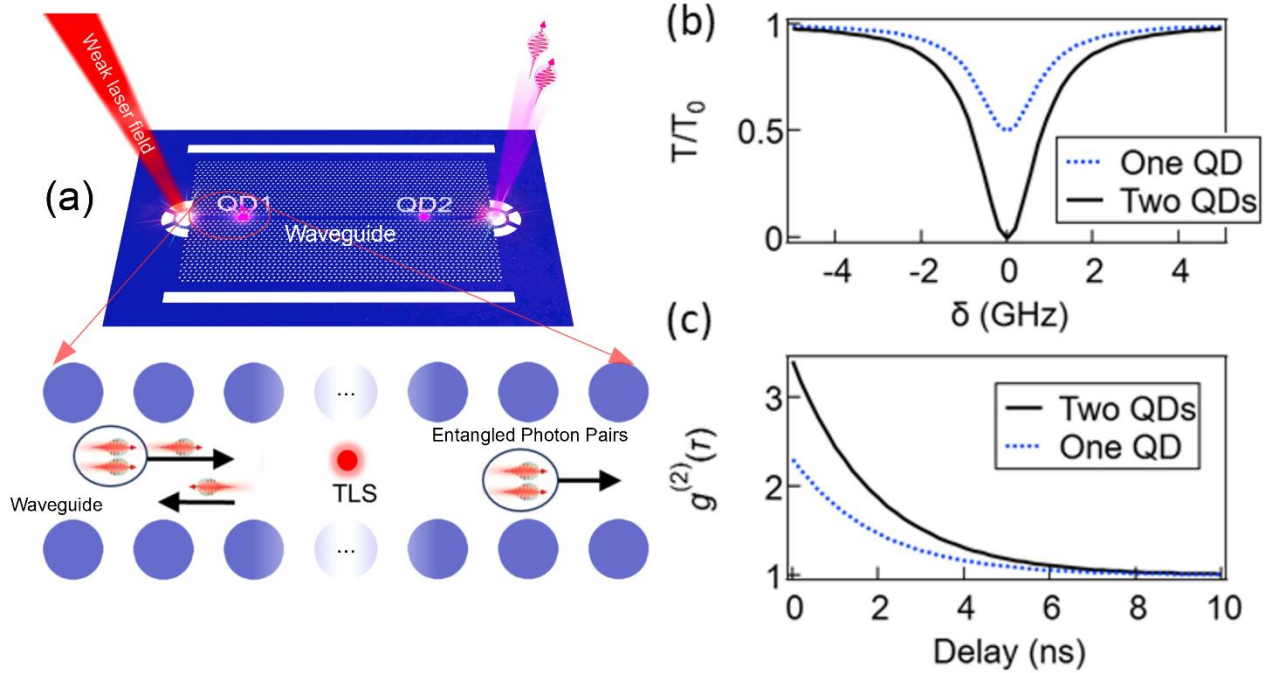 (a)
Weak laser field
QD1
QD2
Waveguide
...
Entangled Photon Pairs
TLS
Waveguide
...
(b)
1
0.5
0
T/T₀
One QD
Two QDs
-4
-2
0
2
4
δ (GHz)
(c)
3
2
1
g⁽²⁾(τ)
Two QDs
One QD
0
2
4
6
8
10
Delay (ns)